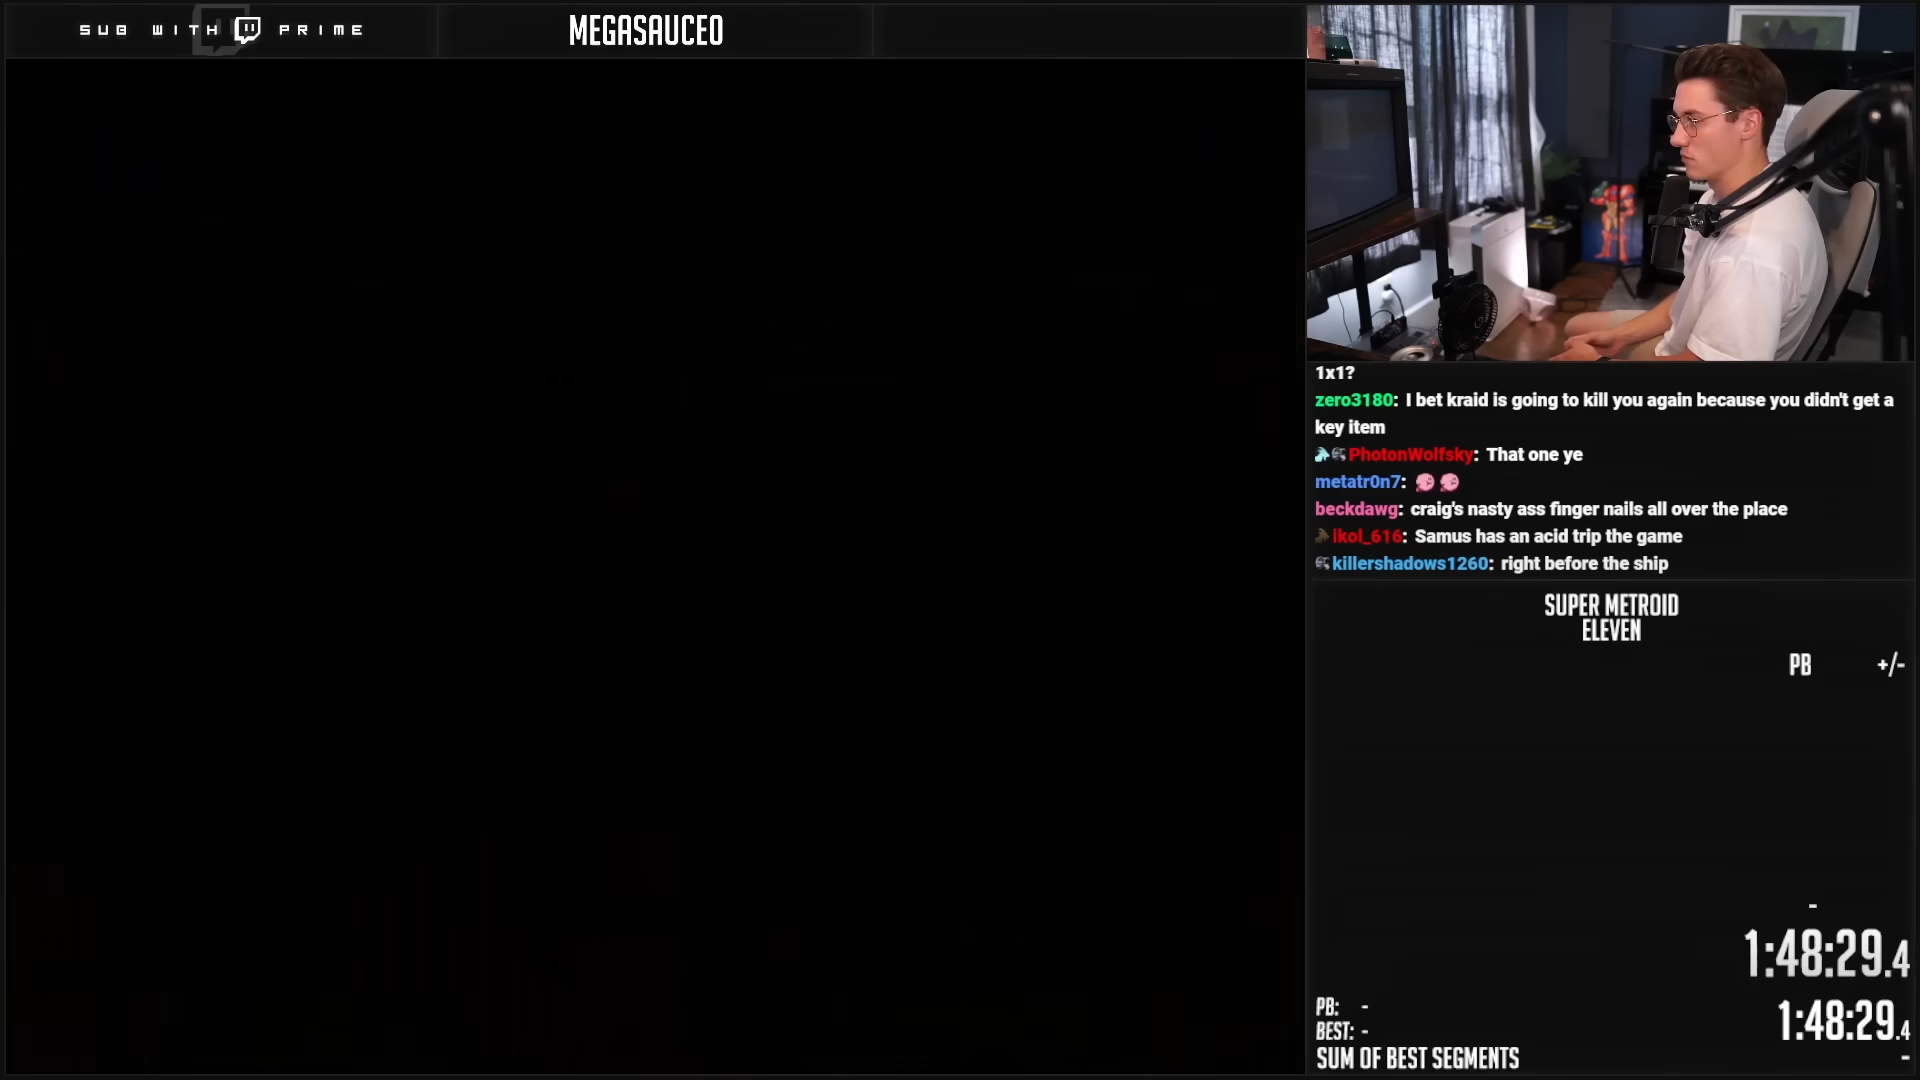 SUB WITH PRIME
MEGASAUCEO
1x1?
zero3180: I bet kraid is going to kill you again because you didn't get a
key item
PhotonWolfsky: That one ye
metatr0n7:
beckdawg: craig's nasty ass finger nails all over the place
ikol_616: Samus has an acid trip the game
killershadows1260: right before the ship
SUPER METROID
ELEVEN
PB +/-
-
1:48:29.4
PB: - 1:48:29.4
BEST: -
SUM OF BEST SEGMENTS -